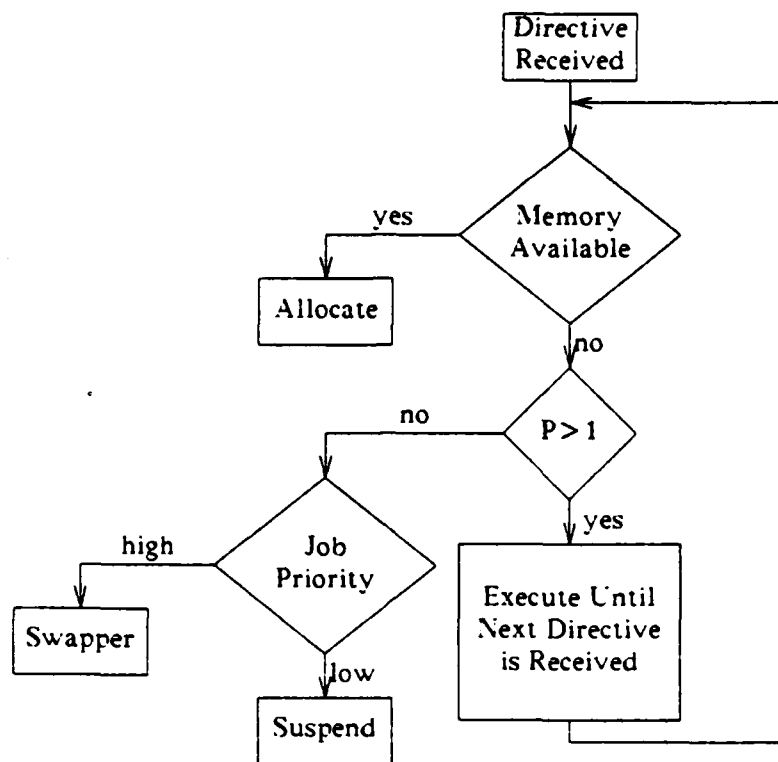 Directive
Received
yes
Memory
Available
Allocate
no
no
P>1
high
Job
Priority
yes
Execute Until
Next Directive
is Received
Swapper
low
Suspend